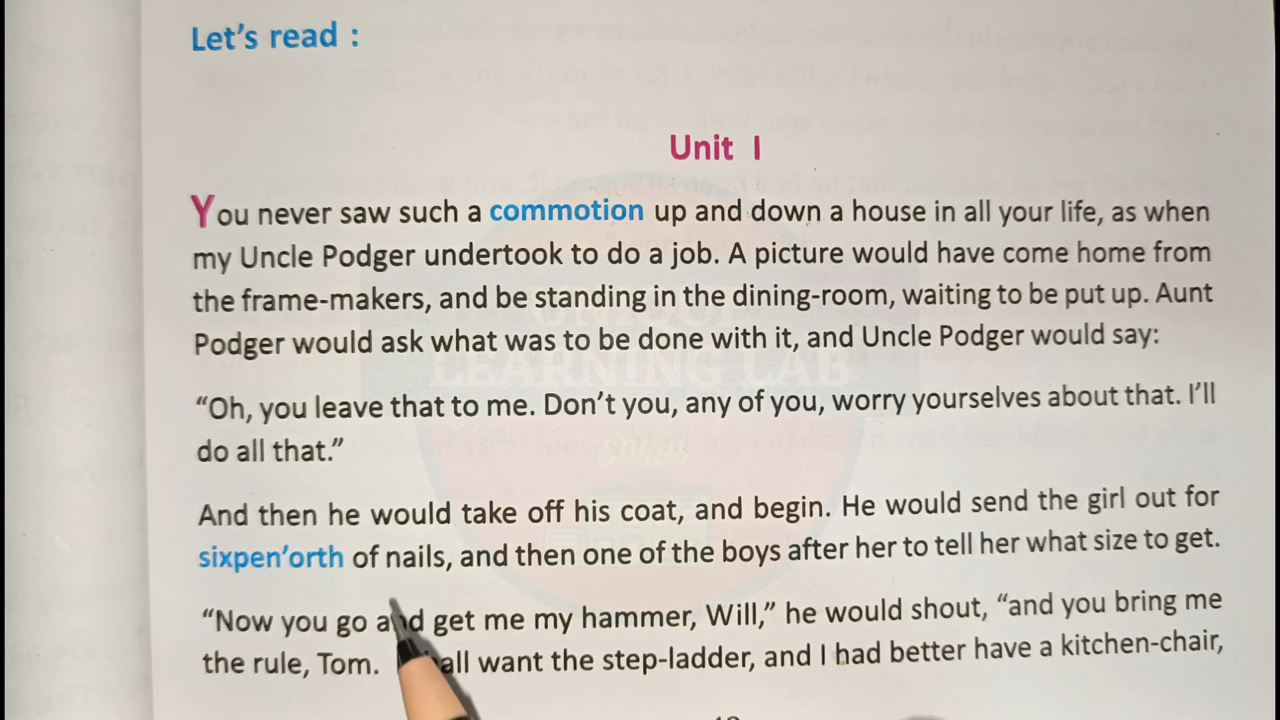 Let's read :
Unit I
You never saw such a commotion up and down a house in all your life, as when
my Uncle Podger undertook to do a job. A picture would have come home from
the frame-makers, and be standing in the dining-room, waiting to be put up. Aunt
Podger would ask what was to be done with it, and Uncle Podger would say:
“Oh, you leave that to me. Don’t you, any of you, worry yourselves about that. I’ll
do all that.”
And then he would take off his coat, and begin. He would send the girl out for
sixpen’orth of nails, and then one of the boys after her to tell her what size to get.
“Now you go and get me my hammer, Will,” he would shout, “and you bring me
the rule, Tom. want the step-ladder, and I had better have a kitchen-chair,
LEARNING LAB